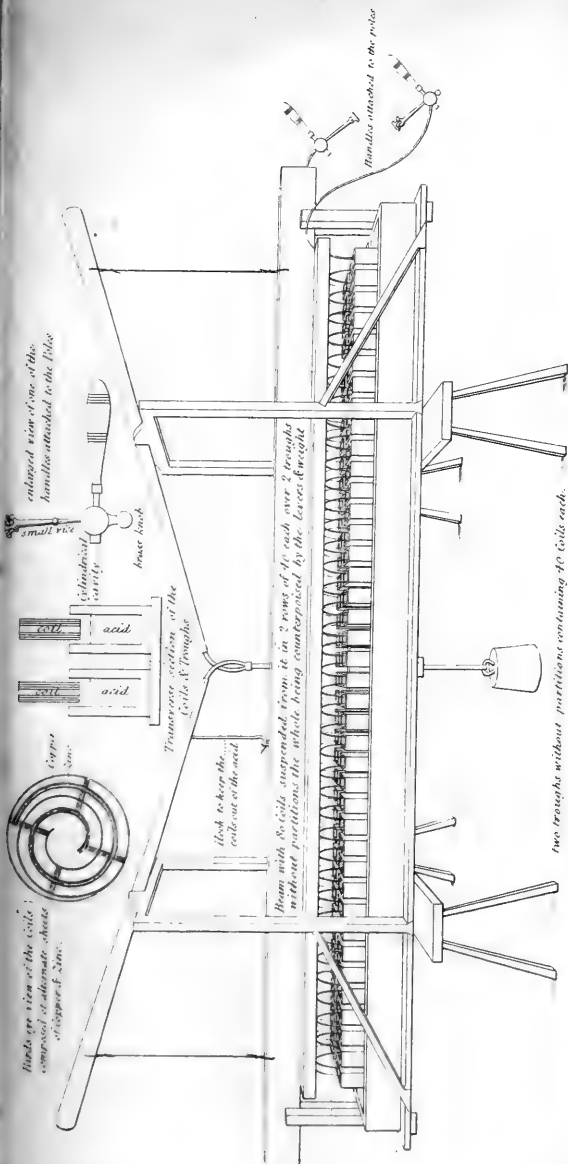 Birds eye view of the Coils
composed of alternate sheets
of copper & Zinc.
Copper
Zinc
coil
acid
coil
acid
Transverse section of the
Coils & Troughs
enlarged view of one of the
handles attached to the Poles
small vice
Cylindrical
cavity
brass knob
Handles attached to the poles
to keep the
coils out of the acid
Beam with 80 Coils suspended from it in 2 rows of 40 each over 2 troughs
without partitions the whole being counterpoised by the levers & weight
two troughs without partitions containing 40 Coils each.